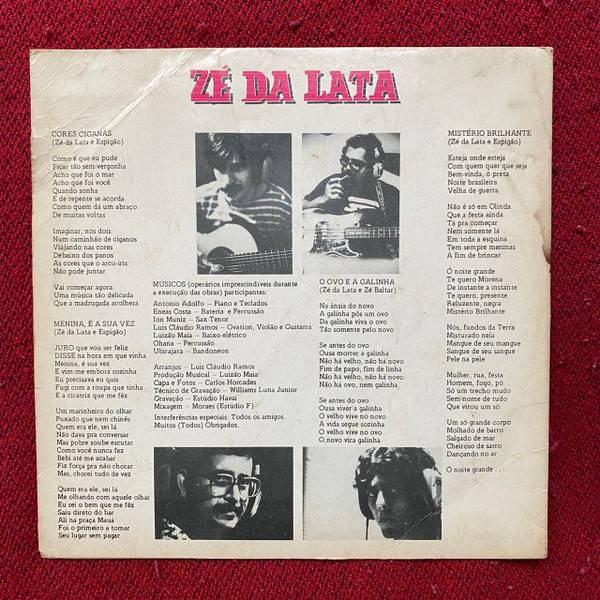 ZÉ DA LATA
CORES CIGANAS
(Zé da Lata e Espigão)
Como é que eu pude
Ficar tão sem-vergonha
Acho que foi o mar
Acho que foi você
Quando sonha
E de repente se acorda
Como quem dá um abraço
De muitas voltas
Imaginar, nós dois
Num caminhão de ciganos
Viajando nas cores
Debaixo dos panos
As cores que o arco-íris
Não pode juntar
Vai começar agora
Uma música tão delicada
Que a madrugada acolherá
MENINA, É A SUA VEZ
(Zé da Lata e Espigão)
JURO que vou ser feliz
DISSE na hora em que vinha
Menina, é sua vez
E vim me embora sozinha
Eu precisava eu quis
Fugi com a roupa que tinha
E a cicatriz que me fêz
Um marinheiro do olhar
Puxado que nem chinês
Quem era ele, sei lá
Não dava pra conversar
Mas pobre soube escutar
Como você nunca fez
Bebi até me acabar
Fiz força pra não chorar
Mas, chorei tudo de vez
Quem era ele, sei lá
Me olhando com aquele olhar
Eu sei o bem que me fêz
Saiu direto do bar
Ali na praça Mauá
Foi o primeiro a tomar
Seu lugar sem pagar
MÚSICOS (operários imprescindíveis durante
a execução das obras) participantes:
Antonio Adolfo — Piano e Teclados
Eneas Costa — Bateria e Percussão
Ion Muniz — Sax Tenor
Luis Cláudio Ramos — Ovation, Violão e Guitarra
Luizão Maia — Baixo-elétrico
Ohana — Percussão
Ubirajara — Bandoneon
Arranjos — Luis Cláudio Ramos
Produção Musical — Luizão Maia
Capa e Fotos — Carlos Horcades
Técnico de Gravação — Williams Luna Junior
Gravação — Estúdio Havaí
Mixagem — Moraes (Estúdio F)
Interferências especiais: Todos os amigos.
Muitos (Todos) Obrigados.
O OVO E A GALINHA
(Zé da Lata e Zé Baltar)
Na ânsia do novo
A galinha pôs um ovo
Da galinha viva o ovo
Tão somente pelo novo
Se antes do ovo
Ousa morrer a galinha
Não há velho, não há novo
Fim de papo, fim de linha
Não há velho, não há novo
Não há ovo, nem galinha
Se antes do ovo
Ousa viver a galinha
O velho vive no novo
A vida segue sozinha
O velho vive no ovo
O novo vira galinha
MISTÉRIO BRILHANTE
(Zé da Lata e Espigão)
Esteja onde esteja
Com quem quer que seja
Bem-vinda, ó preta
Noite brasileira
Velha de guerra
Não é só em Olinda
Que a festa ainda
Tá pra começar
Nem somente lá
Em toda a esquina
Tem sempre meninas
A fim de brincar
Ó noite grande
Te quero Morena
De instante a instante
Te quero, presente
Reluzente, negra
Mistério Brilhante
Nós, fundos da Terra
Misturado nela
Mangue de seu mangue
Sangue de seu sangue
Pele na pele
Mulher, rua, festa
Homem, fogo, pó
Só um trecho mudo
Sem nome de tudo
Que virou um só
Um só grande corpo
Molhado de barro
Salgado de mar
Cheiroso de sarro
Dançando no ar
Ó noite grande . . .